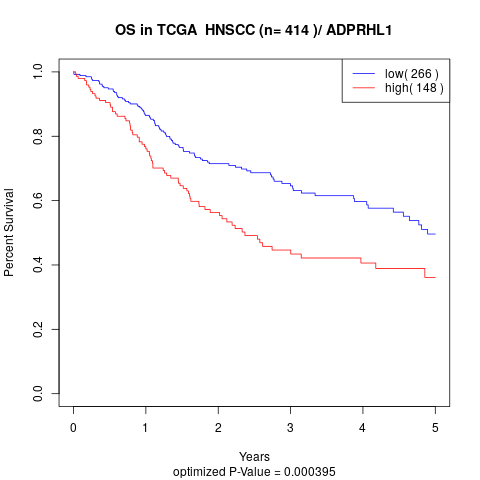 OS in TCGA  HNSCC (n= 414 )/ ADPRHL1
low( 266 )
high( 148 )
Percent Survival
1.0
0.8
0.6
0.4
0.2
0.0
0 1 2 3 4 5
Years
optimized P-Value = 0.000395